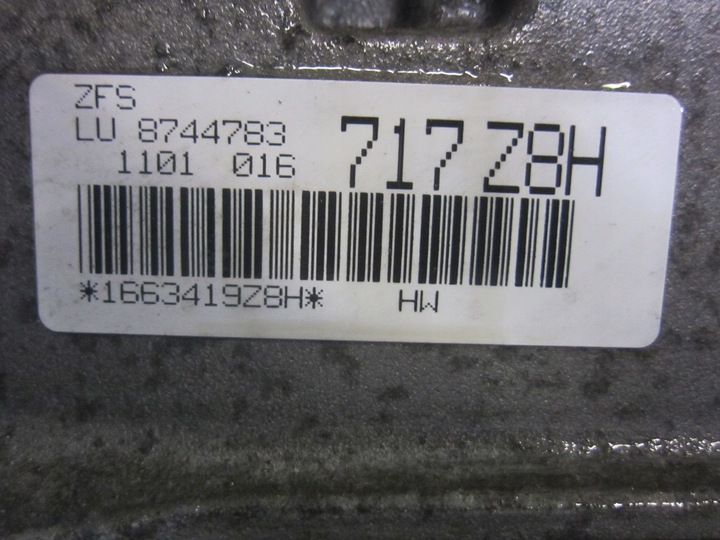 ZFS
LU 8744783
1101 016
717 Z8H
*1663419Z8H*
HW